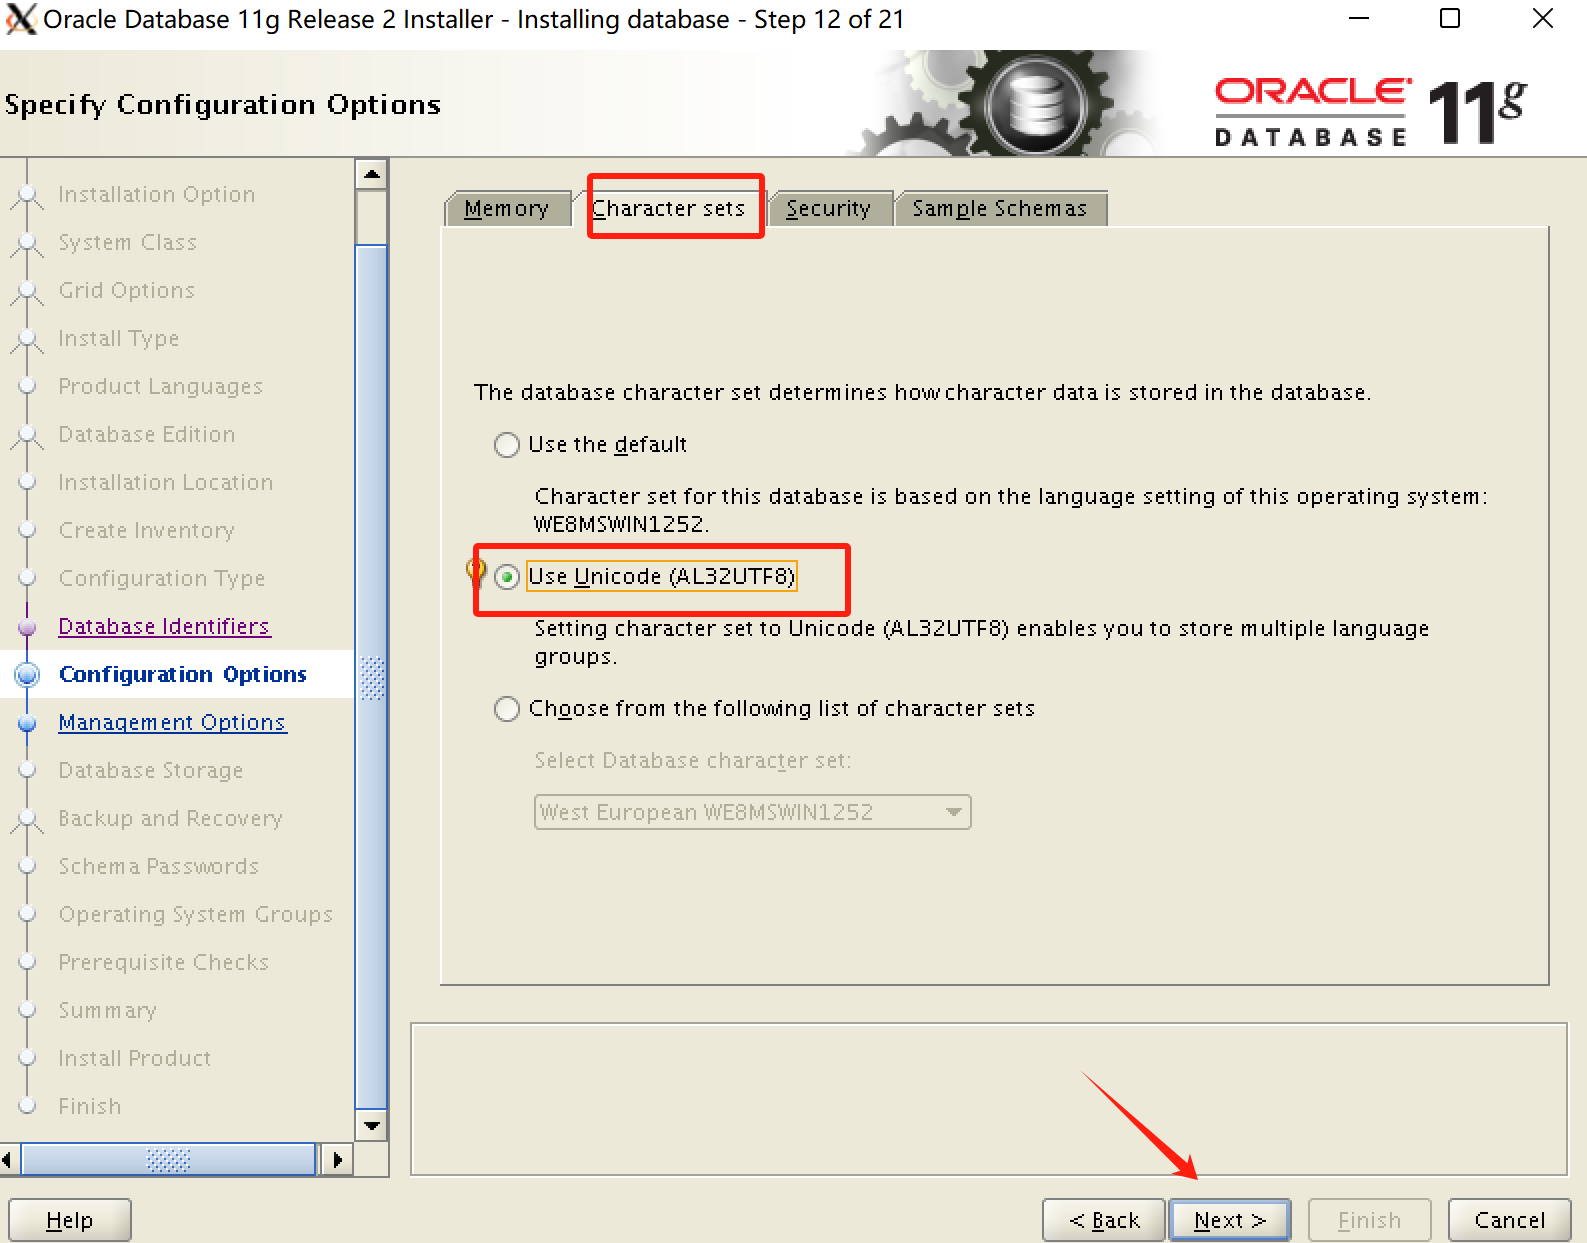 Oracle Database 11g Release 2 Installer - Installing database - Step 12 of 21
Specify Configuration Options
ORACLE
DATABASE
11g
Installation Option
System Class
Grid Options
Install Type
Product Languages
Database Edition
Installation Location
Create Inventory
Configuration Type
Database Identifiers
Configuration Options
Management Options
Database Storage
Backup and Recovery
Schema Passwords
Operating System Groups
Prerequisite Checks
Summary
Install Product
Finish
Memory
Character sets
Security
Sample Schemas
The database character set determines how character data is stored in the database.
Use the default
Character set for this database is based on the language setting of this operating system:
WE8MSWIN1252.
Use Unicode (AL32UTF8)
Setting character set to Unicode (AL32UTF8) enables you to store multiple language
groups.
Choose from the following list of character sets
Select Database character set:
West European WE8MSWIN1252
Help
< Back
Next >
Finish
Cancel